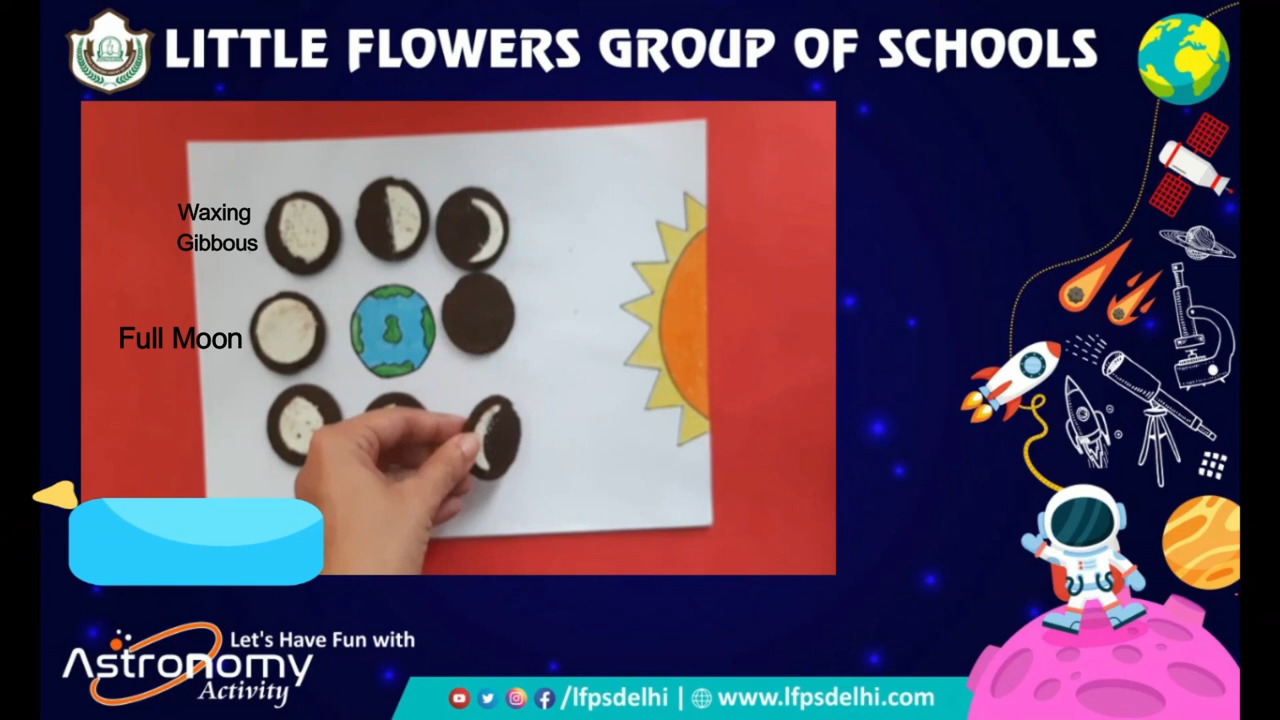 LITTLE FLOWERS GROUP OF SCHOOLS
Waxing
Gibbous
Full Moon
Let's Have Fun with
Astronomy
Activity
/lfpsdelhi | www.lfpsdelhi.com